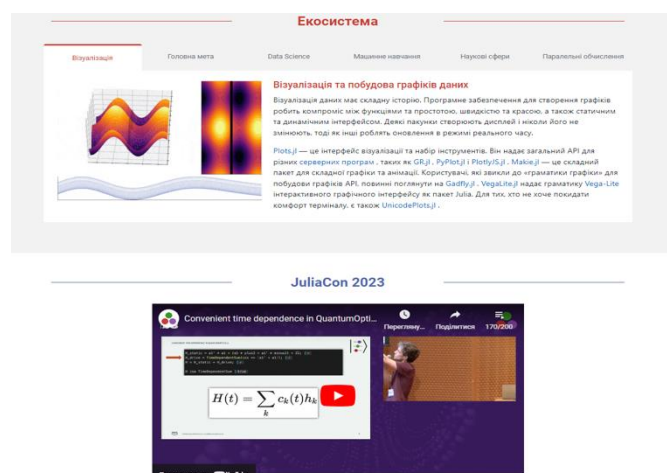 Екосистема
Візуалізація
Головна мета
Data Science
Машинне навчання
Наукові сфери
Паралельні обчислення
Візуалізація та побудова графіків даних
Візуалізація даних має складну історію. Програмне забезпечення для створення графіків
робить компроміс між функціями та простотою, швидкістю та красою, а також статичним
та динамічним інтерфейсом. Деякі пакунки створюють дисплей і ніколи його не
змінюють, тоді як інші роблять оновлення в режимі реального часу.
Plots.jl — це інтерфейс візуалізації та набір інструментів. Він надає загальний API для
різних серверних програм , таких як GR.jl , PyPlot.jl і PlotlyJS.jl . Makie.jl — це складний
пакет для складної графіки та анімації. Користувачі, які звикли до «граматики графіки» для
побудови графіків API, повинні поглянути на Gadfly.jl . VegaLite.jl надає граматику Vega-Lite
інтерактивного графічного інтерфейсу як пакет Julia. Для тих, хто не хоче покидати
комфорт терміналу, є також UnicodePlots.jl .
JuliaCon 2023
Convenient time dependence in QuantumOpti...
Перегляну...
Поділитися
170/200
H(t) = ∑ c_k(t)h_k
k